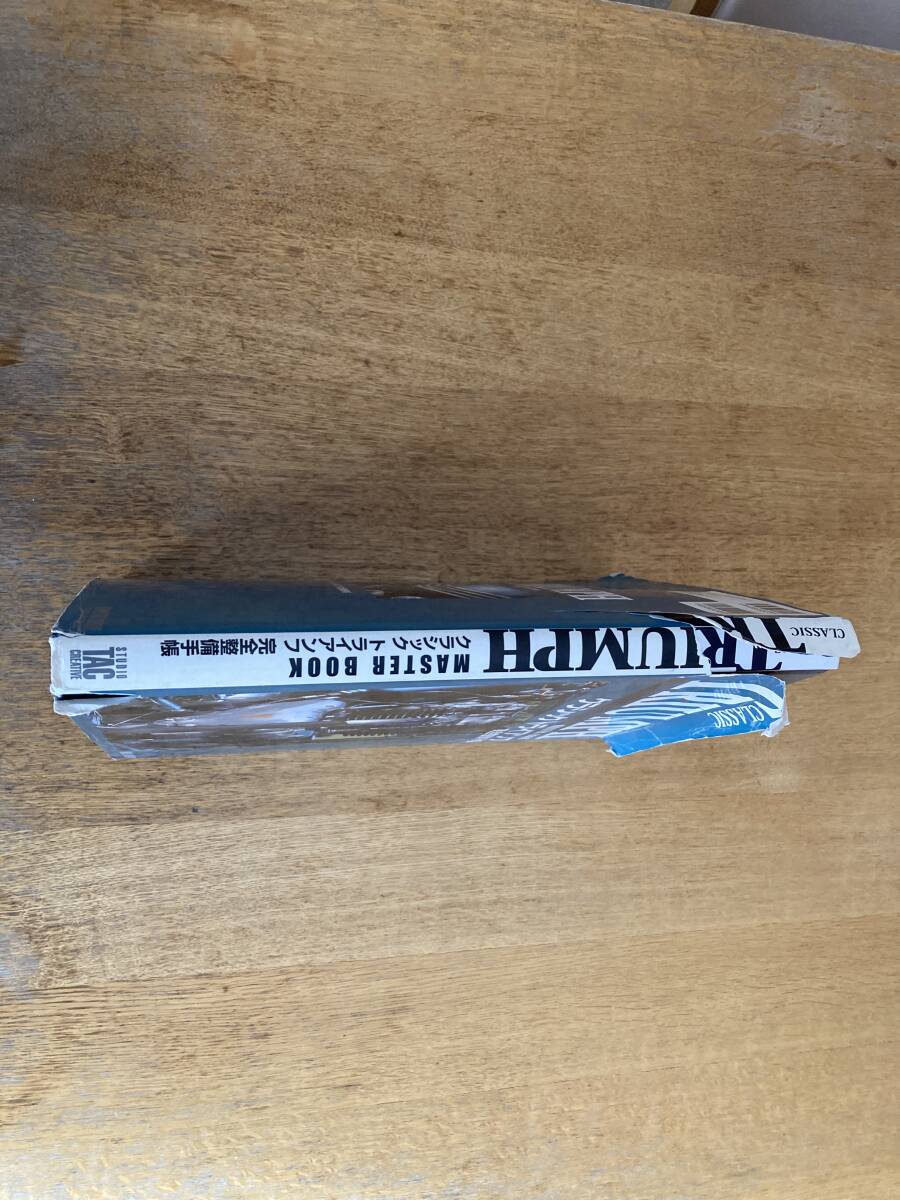 CLASSIC
TRIUMPH
MASTER BOOK
クラシックトライアンフ 完全整備手帳
STUDIO
TAC
CREATIVE
CLASSIC